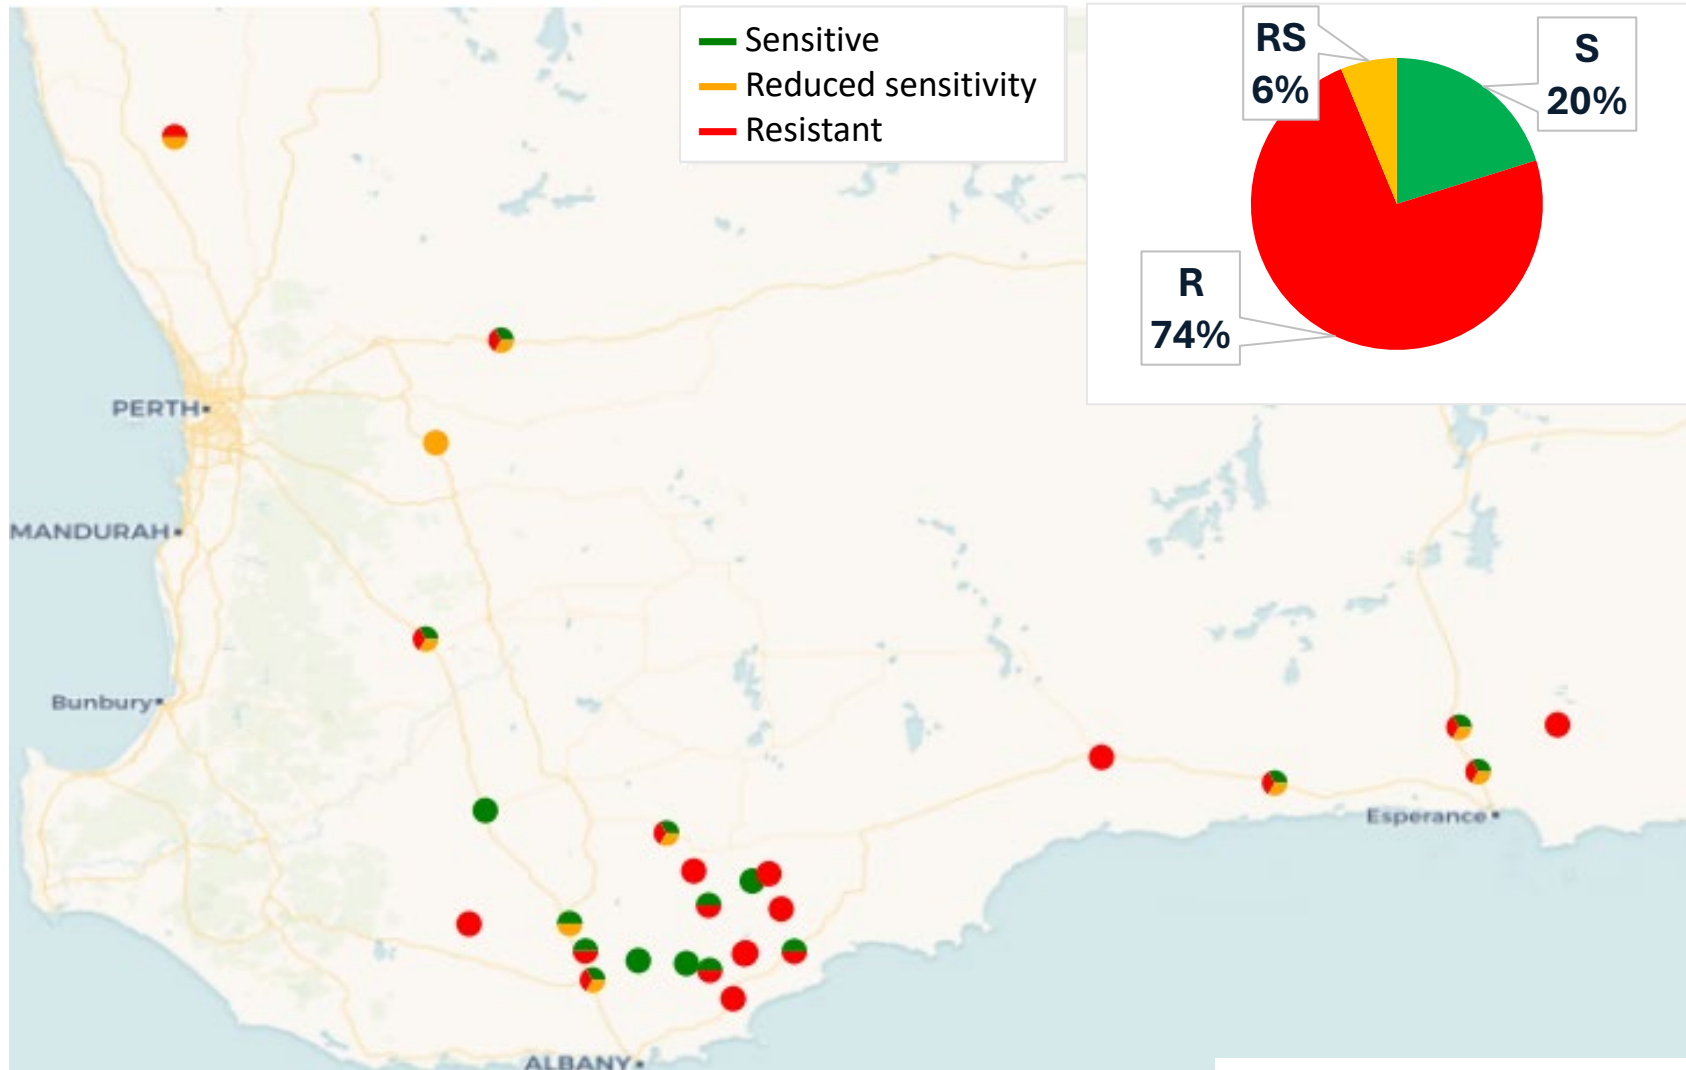 Sensitive
Reduced sensitivity
Resistant
RS
6%
S
20%
R
74%
PERTH
MANDURAH
Bunbury
Esperance
ALBANY